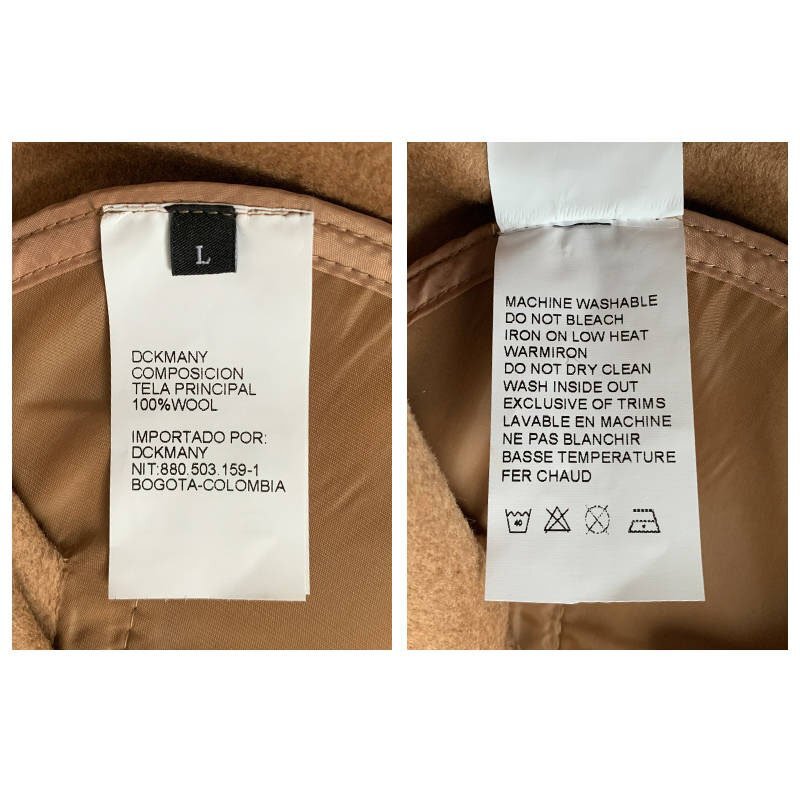 L
DCKMANY
COMPOSICION
TELA PRINCIPAL
100%WOOL
IMPORTADO POR:
DCKMANY
NIT:880.503.159-1
BOGOTA-COLOMBIA
MACHINE WASHABLE
DO NOT BLEACH
IRON ON LOW HEAT
WARMIRON
DO NOT DRY CLEAN
WASH INSIDE OUT
EXCLUSIVE OF TRIMS
LAVABLE EN MACHINE
NE PAS BLANCHIR
BASSE TEMPERATURE
FER CHAUD
40